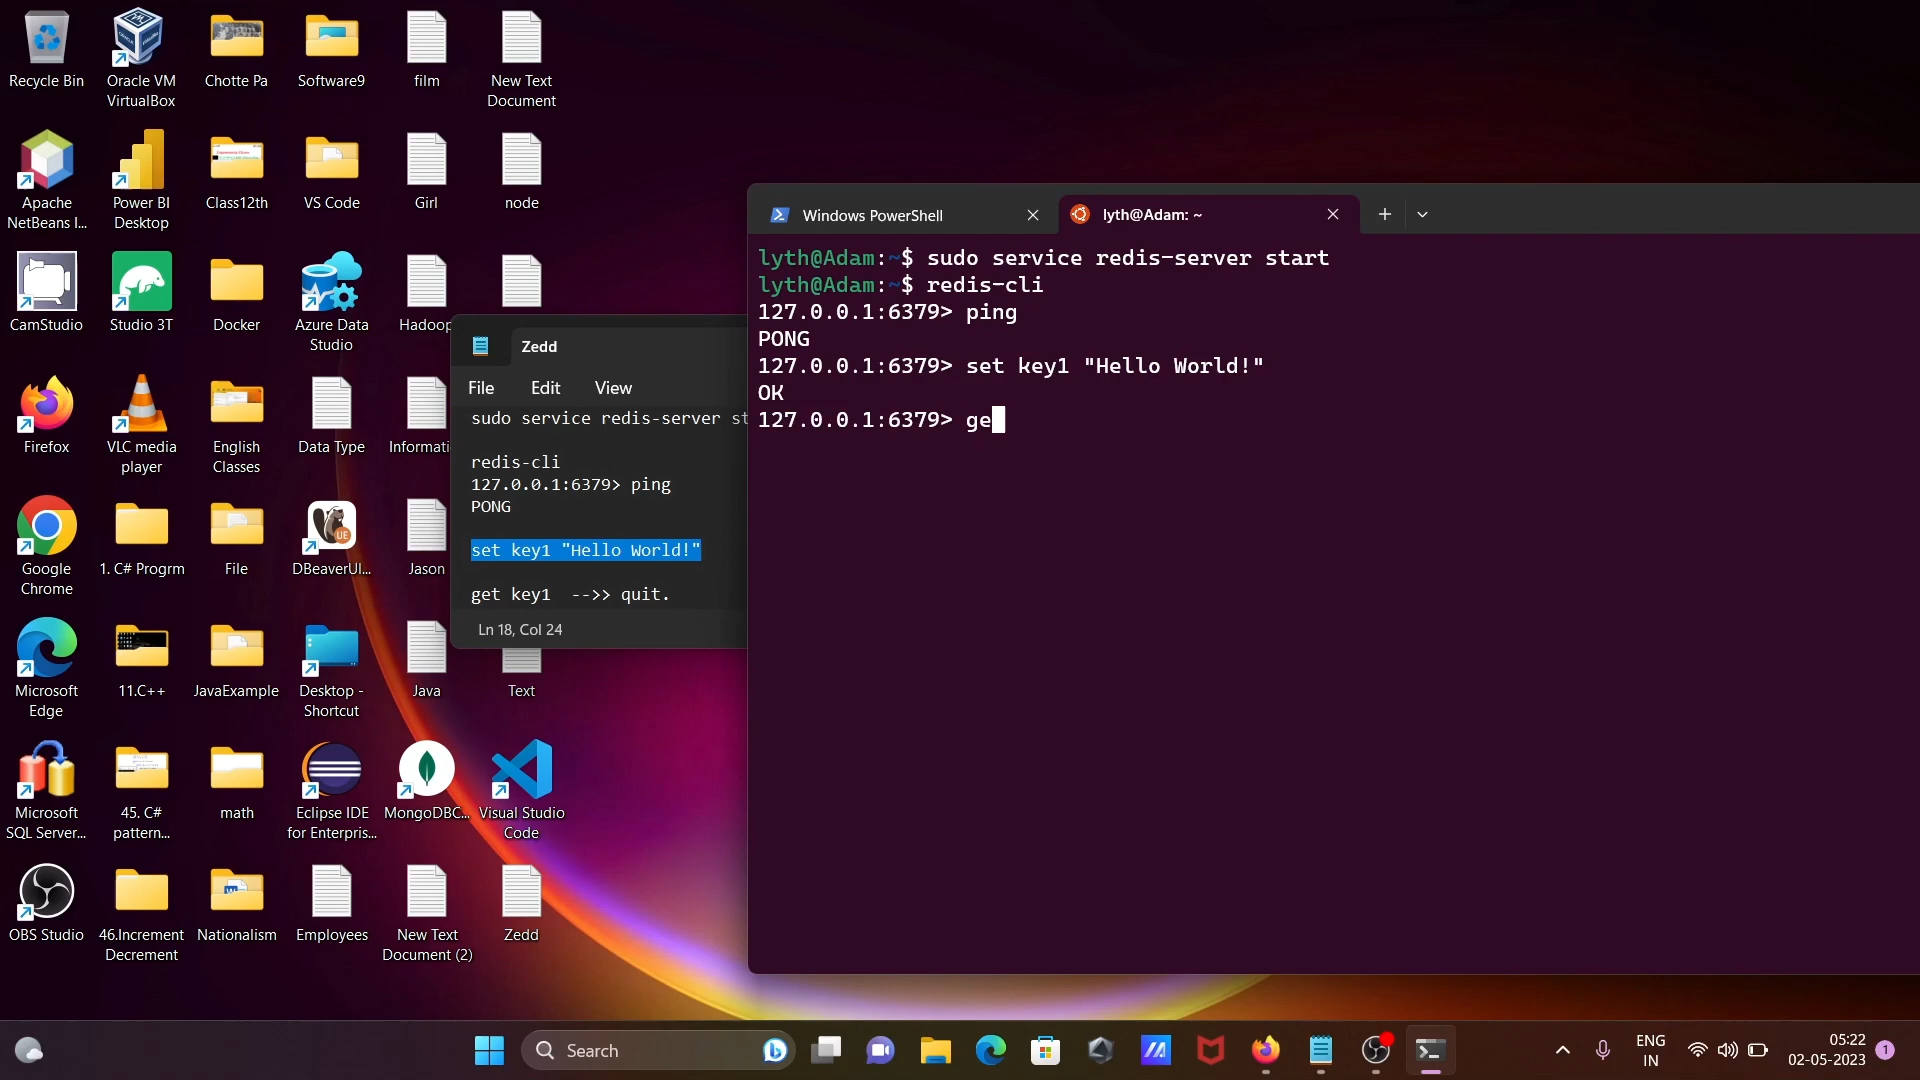 Recycle Bin
Oracle VM
VirtualBox
Chotte Pa
Software9
film
New Text
Document
Apache
NetBeans I...
Power BI
Desktop
Class12th
VS Code
Girl
node
CamStudio
Studio 3T
Docker
Azure Data
Studio
Hadoop
Firefox
VLC media
player
English
Classes
Data Type
Informati
Google
Chrome
1. C# Progrm
File
DBeaverUl...
Jason
Microsoft
Edge
11.C++
JavaExample
Desktop -
Shortcut
Java
Text
Microsoft
SQL Server...
45. C#
pattern...
math
Eclipse IDE
for Enterpris...
MongoDBC...
Visual Studio
Code
OBS Studio
46.Increment
Decrement
Nationalism
Employees
New Text
Document (2)
Zedd
Zedd
File Edit View
sudo service redis-server st
redis-cli
127.0.0.1:6379> ping
PONG
set key1 "Hello World!"
get key1  -->> quit.
Ln 18, Col 24
Windows PowerShell
lyth@Adam: ~
lyth@Adam:~$ sudo service redis-server start
lyth@Adam:~$ redis-cli
127.0.0.1:6379> ping
PONG
127.0.0.1:6379> set key1 "Hello World!"
OK
127.0.0.1:6379> ge
Search
ENG
IN
05:22
02-05-2023
1